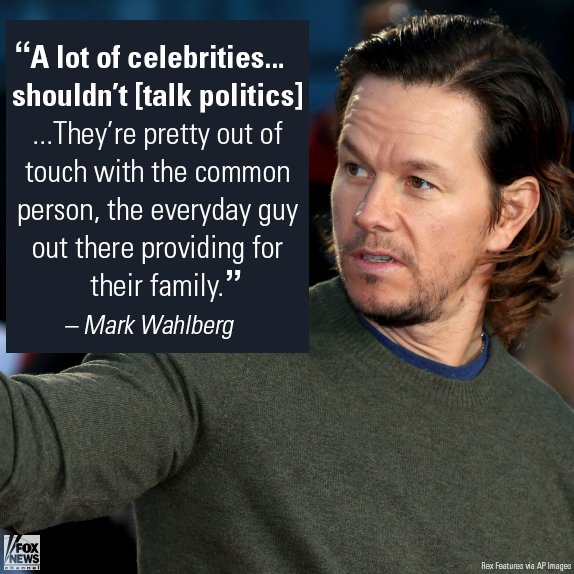 “A lot of celebrities...
shouldn’t [talk politics]
...They’re pretty out of
touch with the common
person, the everyday guy
out there providing for
their family.”
– Mark Wahlberg
FOX
NEWS
channel
Rex Features via AP Images